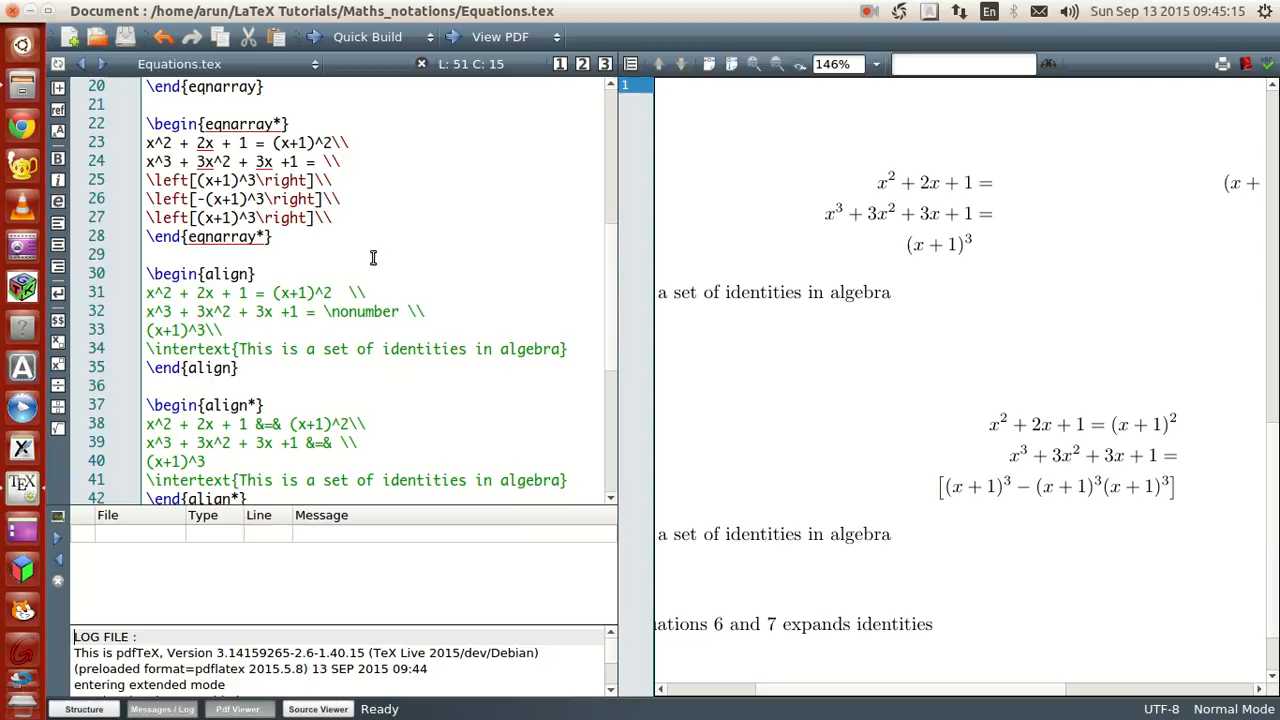 Document : /home/arun/LaTeX Tutorials/Maths_notations/Equations.tex
En
Sun Sep 13 2015 09:45:15
Quick Build
View PDF
Equations.tex
L: 51 C: 15
1 2 3
146%
20 \end{eqnarray}
21
22 \begin{eqnarray*}
23 x^2 + 2x + 1 = (x+1)^2\\
24 x^3 + 3x^2 + 3x +1 = \\
25 \left[(x+1)^3\right]\\
26 \left[-(x+1)^3\right]\\
27 \left[(x+1)^3\right]\\
28 \end{eqnarray*}
29
30 \begin{align}
31 x^2 + 2x + 1 = (x+1)^2  \\
32 x^3 + 3x^2 + 3x +1 = \nonumber \\
33 (x+1)^3\\
34 \intertext{This is a set of identities in algebra}
35 \end{align}
36
37 \begin{align*}
38 x^2 + 2x + 1 &=& (x+1)^2\\
39 x^3 + 3x^2 + 3x +1 &=& \\
40 (x+1)^3
41 \intertext{This is a set of identities in algebra}
42 \end{align*}
1
x² + 2x + 1 = (x +
x³ + 3x² + 3x + 1 =
(x + 1)³
a set of identities in algebra
x² + 2x + 1 = (x + 1)²
x³ + 3x² + 3x + 1 =
[(x + 1)³ − (x + 1)³(x + 1)³]
a set of identities in algebra
ations 6 and 7 expands identities
File Type Line Message
LOG FILE :
This is pdfTeX, Version 3.14159265-2.6-1.40.15 (TeX Live 2015/dev/Debian)
(preloaded format=pdflatex 2015.5.8) 13 SEP 2015 09:44
entering extended mode
Structure Messages / Log Pdf Viewer Source Viewer Ready
UTF-8 Normal Mode